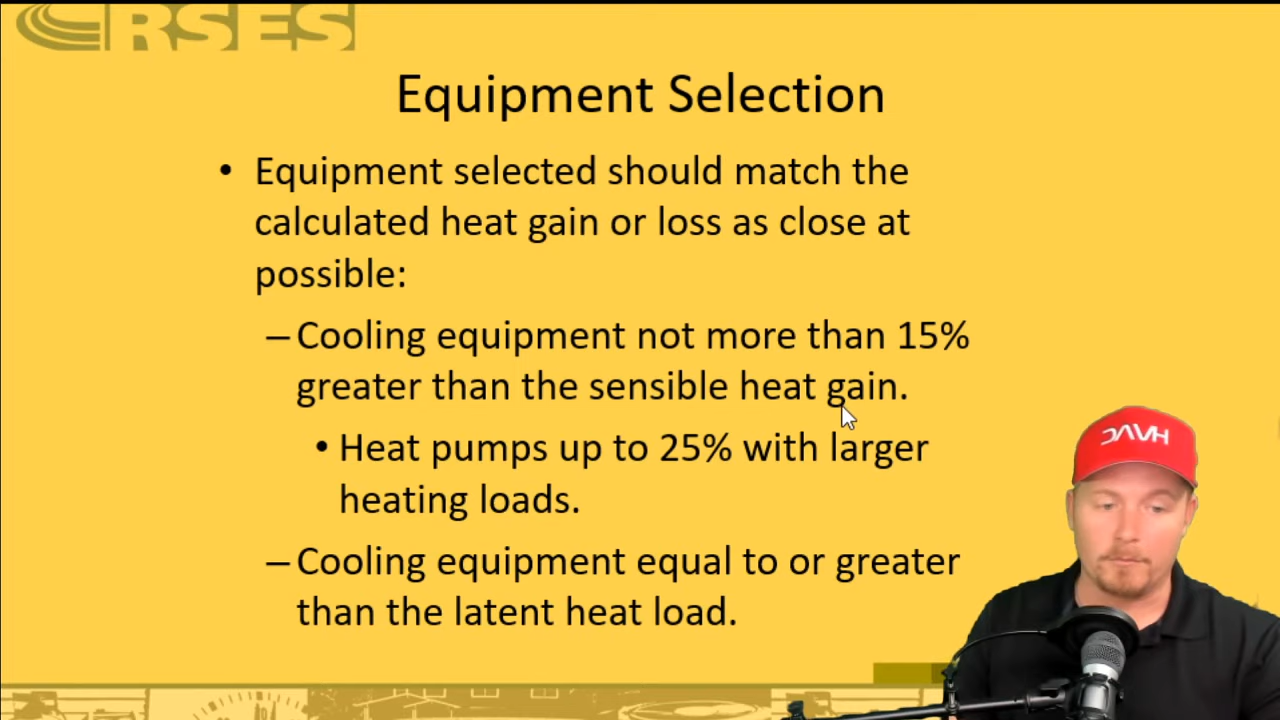 RSES
Equipment Selection
• Equipment selected should match the
calculated heat gain or loss as close at
possible:
– Cooling equipment not more than 15%
greater than the sensible heat gain.
• Heat pumps up to 25% with larger
heating loads.
– Cooling equipment equal to or greater
than the latent heat load.